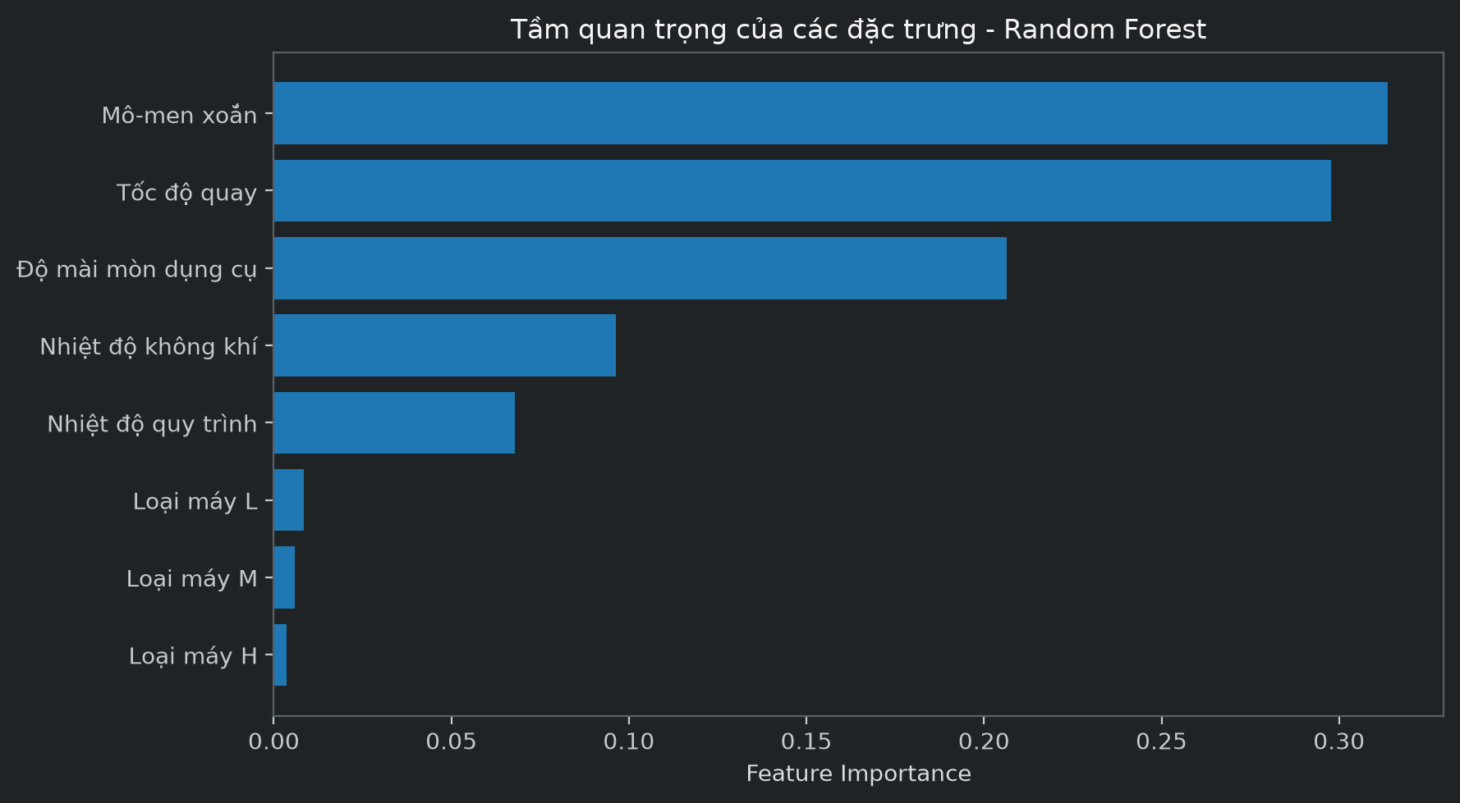 Tầm quan trọng của các đặc trưng - Random Forest
Mô-men xoắn
Tốc độ quay
Độ mài mòn dụng cụ
Nhiệt độ không khí
Nhiệt độ quy trình
Loại máy L
Loại máy M
Loại máy H
0.00 0.05 0.10 0.15 0.20 0.25 0.30
Feature Importance